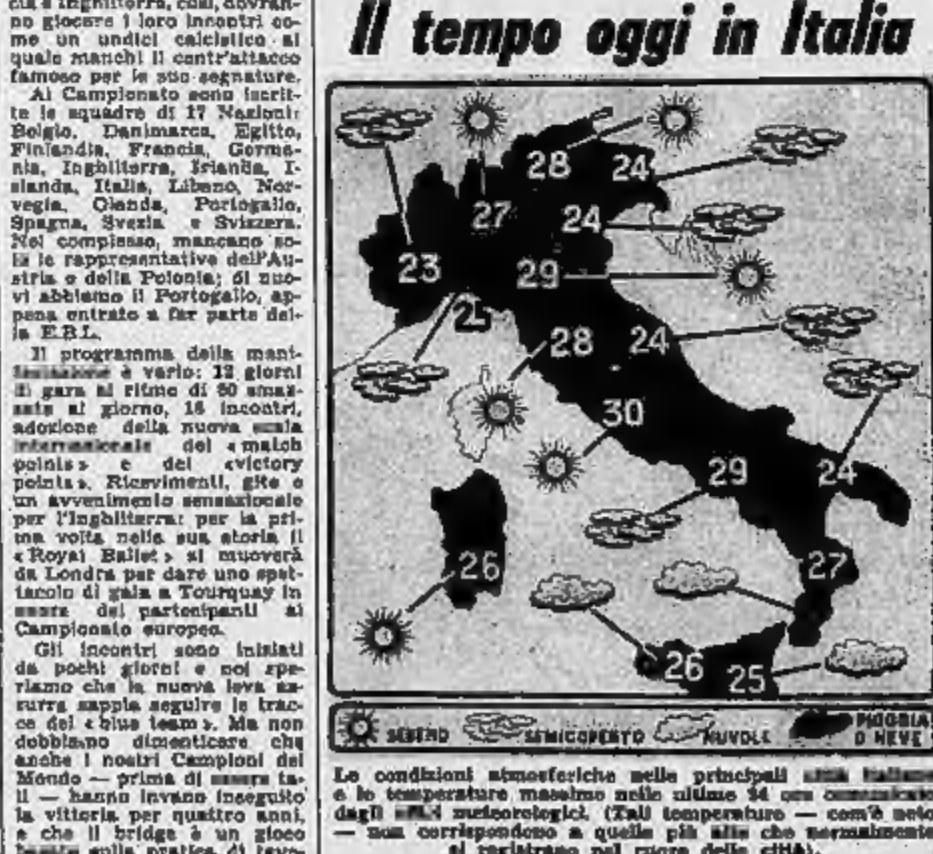 cia e Inghilterra, così, dovran-
no giocare i loro incontri co-
me un undici calcistico al
quale manchi il centr'attacco
famoso per le sue segnature.
Al Campionato sono iscrit-
te le squadre di 17 Nazioni:
Belgio, Danimarca, Egitto,
Finlandia, Francia, Germa-
nia, Inghilterra, Irlanda, I-
slanda, Italia, Libano, Nor-
vegia, Olanda, Portogallo,
Spagna, Svezia e Svizzera.
Nel complesso, mancano so-
lo le rappresentative dell'Au-
stria e della Polonia; di nuo-
vi abbiamo il Portogallo, ap-
pena entrato a far parte del-
la E.B.L.
Il programma della mani-
è vario: 12 giorni
di gara al ritmo di 60 smaz-
zate al giorno, 16 incontri,
adozione della nuova scala
internazionale dei «match
points» e dei «victory
points». Ricevimenti, gite e
un avvenimento sensazionale
per l'Inghilterra: per la pri-
ma volta nella sua storia il
«Royal Ballet» si muoverà
da Londra per dare uno spet-
tacolo di gala a Tourquay in
dei partecipanti al
Campionato europeo.
Gli incontri sono iniziati
da pochi giorni e noi spe-
riamo che la nuova leva az-
zurra sappia seguire le trac-
ce del «blue team». Ma non
dobbiamo dimenticare che
anche i nostri Campioni del
Mondo — prima di essere ta-
li — hanno invano inseguito
la vittoria per quattro anni,
e che il bridge è un gioco
sulla pratica di
Il tempo oggi in Italia
28 24
27 24
23 29
25 28 24
30
29 24
26 27
26 25
SERENO SEMICOPERTO NUVOLE PIOGGIA O NEVE
Le condizioni atmosferiche nelle principali città italiane
e le temperature massime nelle ultime 24 ore comunicate
dagli meteorologici. (Tali temperature — com'è noto
— non corrispondono a quelle più alte che normalmente
si registrano nel cuore delle città).